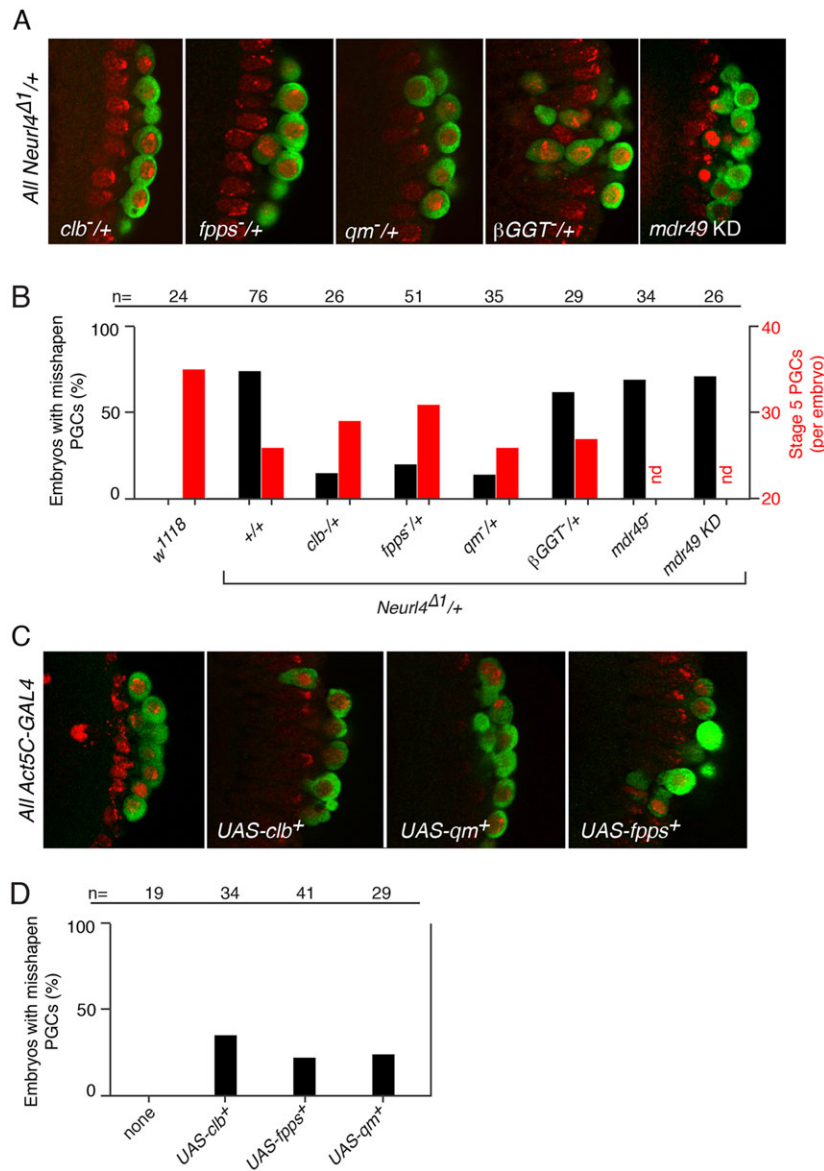 A
All Neurl4Δ1/+
clb-/+
fpps-/+
qm-/+
βGGT-/+
mdr49 KD
B
n= 24 76 26 51 35 29 34 26
Embryos with misshapen
PGCs (%)
100
50
0
40
30
20
Stage 5 PGCs
(per embryo)
nd
nd
w1118
+/+
clb-/+
fpps-/+
qm-/+
βGGT-/+
mdr49-
mdr49 KD
Neurl4Δ1/+
C
All Act5C-GAL4
UAS-clb+
UAS-qm+
UAS-fpps+
D
n= 19 34 41 29
Embryos with misshapen
PGCs (%)
100
50
0
none
UAS-clb+
UAS-fpps+
UAS-qm+